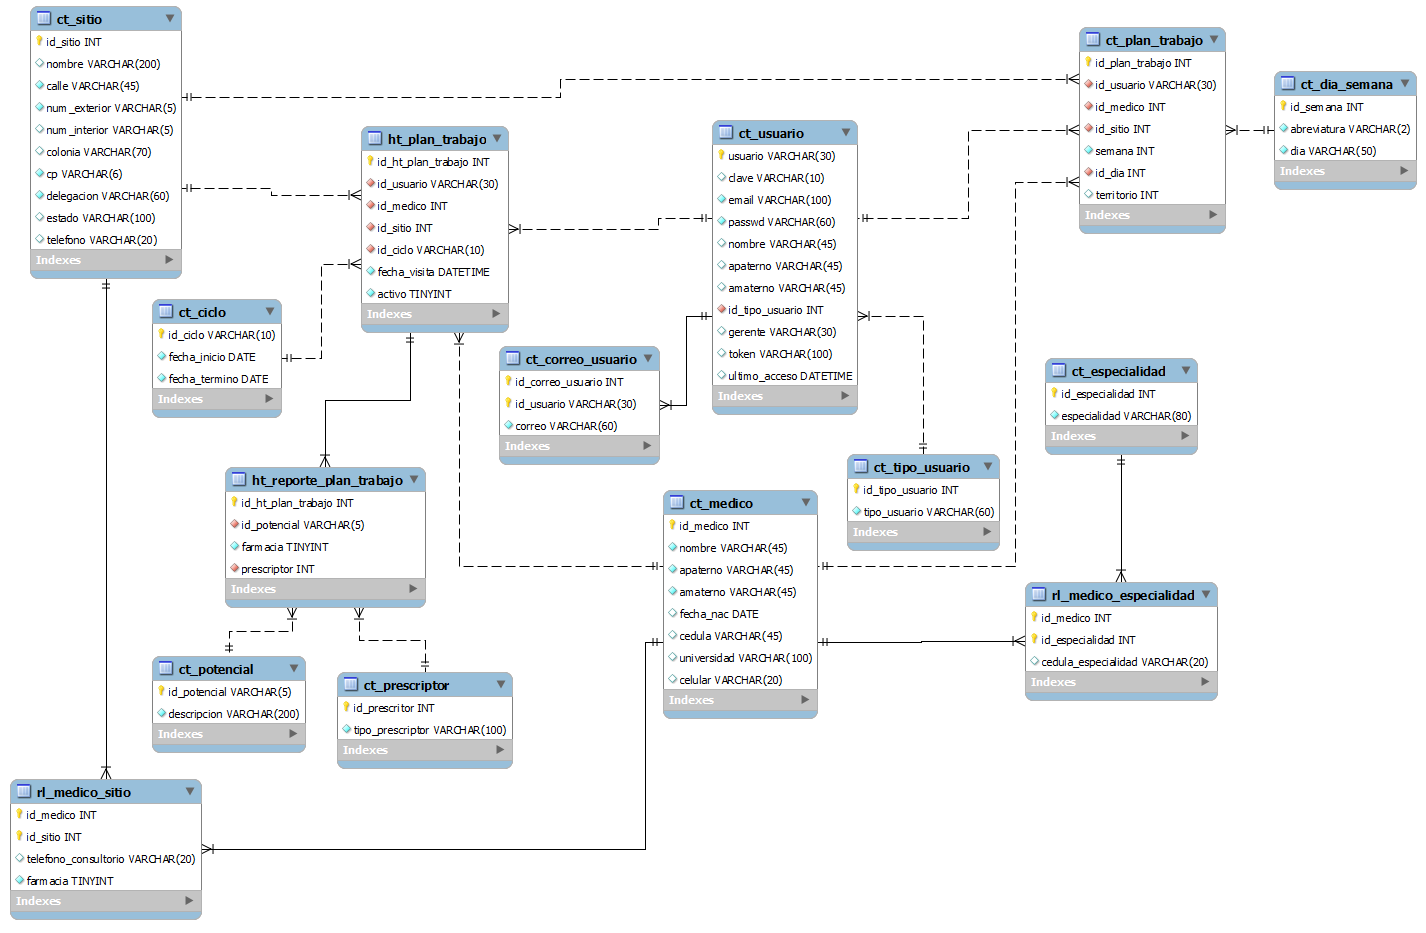 ct_sitio
id_sitio INT
nombre VARCHAR(200)
calle VARCHAR(45)
num_exterior VARCHAR(5)
num_interior VARCHAR(5)
colonia VARCHAR(70)
cp VARCHAR(6)
delegacion VARCHAR(60)
estado VARCHAR(100)
telefono VARCHAR(20)
Indexes
ht_plan_trabajo
id_ht_plan_trabajo INT
id_usuario VARCHAR(30)
id_medico INT
id_sitio INT
id_ciclo VARCHAR(10)
fecha_visita DATETIME
activo TINYINT
Indexes
ct_usuario
usuario VARCHAR(30)
clave VARCHAR(10)
email VARCHAR(100)
passwd VARCHAR(60)
nombre VARCHAR(45)
apaterno VARCHAR(45)
amaterno VARCHAR(45)
id_tipo_usuario INT
gerente VARCHAR(30)
token VARCHAR(100)
ultimo_acceso DATETIME
Indexes
ct_plan_trabajo
id_plan_trabajo INT
id_usuario VARCHAR(30)
id_medico INT
id_sitio INT
semana INT
id_dia INT
territorio INT
Indexes
ct_dia_semana
id_semana INT
abreviatura VARCHAR(2)
dia VARCHAR(50)
Indexes
ct_ciclo
id_ciclo VARCHAR(10)
fecha_inicio DATE
fecha_termino DATE
Indexes
ct_correo_usuario
id_correo_usuario INT
id_usuario VARCHAR(30)
correo VARCHAR(60)
Indexes
ct_especialidad
id_especialidad INT
especialidad VARCHAR(80)
Indexes
ht_reporte_plan_trabajo
id_ht_plan_trabajo INT
id_potencial VARCHAR(5)
farmacia TINYINT
prescriptor INT
Indexes
ct_tipo_usuario
id_tipo_usuario INT
tipo_usuario VARCHAR(60)
Indexes
ct_medico
id_medico INT
nombre VARCHAR(45)
apaterno VARCHAR(45)
amaterno VARCHAR(45)
fecha_nac DATE
cedula VARCHAR(45)
universidad VARCHAR(100)
celular VARCHAR(20)
Indexes
rl_medico_especialidad
id_medico INT
id_especialidad INT
cedula_especialidad VARCHAR(20)
Indexes
ct_potencial
id_potencial VARCHAR(5)
descripcion VARCHAR(200)
Indexes
ct_prescriptor
id_prescritor INT
tipo_prescriptor VARCHAR(100)
Indexes
rl_medico_sitio
id_medico INT
id_sitio INT
telefono_consultorio VARCHAR(20)
farmacia TINYINT
Indexes